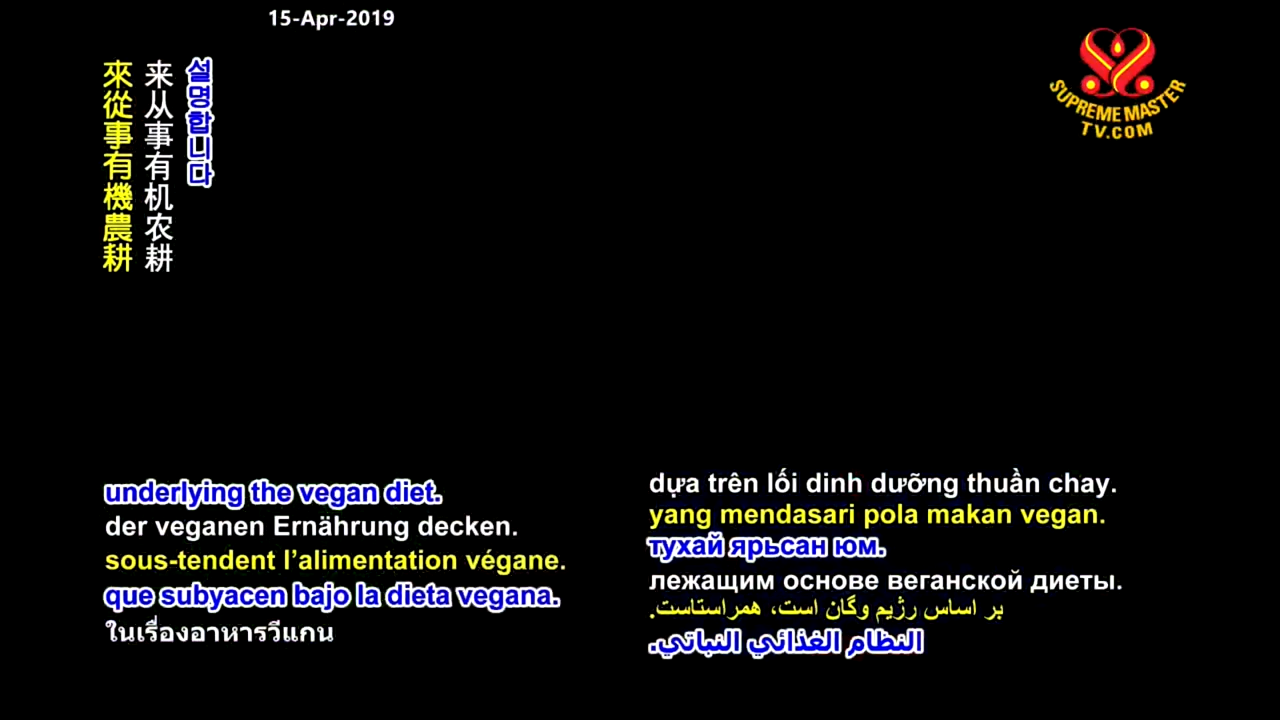 15-Apr-2019
來從事有機農耕
来从事有机农耕
설명합니다
SUPREME MASTER
TV.COM
underlying the vegan diet.
der veganen Ernährung decken.
sous-tendent l’alimentation végane.
que subyacen bajo la dieta vegana.
ในเรื่องอาหารวีแกน
dựa trên lối dinh dưỡng thuần chay.
yang mendasari pola makan vegan.
тухай ярьсан юм.
лежащим основе веганской диеты.
بر اساس رژیم وگان است، همراستاست.
النظام الغذائي النباتي.